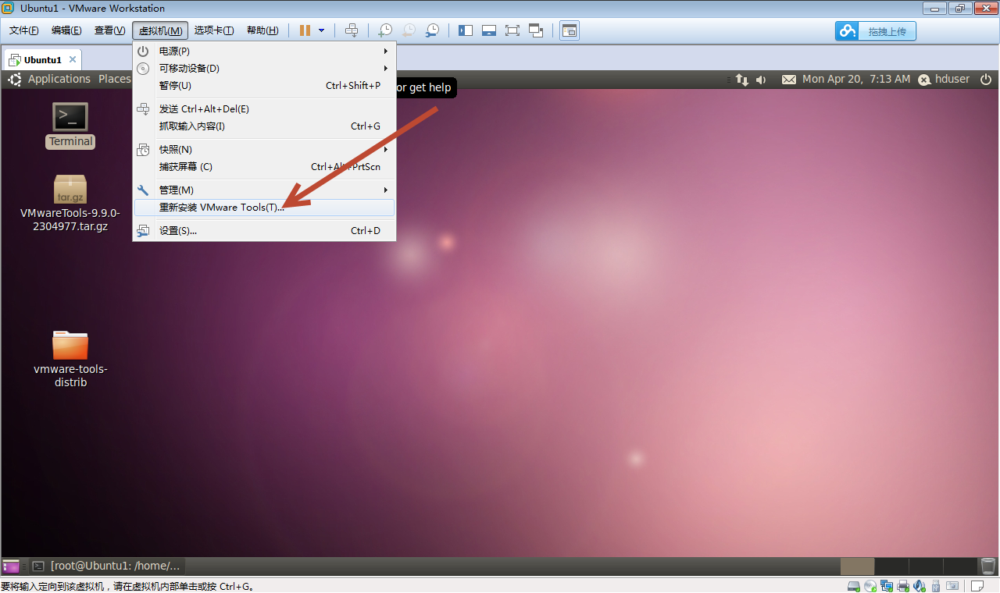 Ubuntu1 - VMware Workstation
文件(F) 编辑(E) 查看(V) 虚拟机(M) 选项卡(T) 帮助(H)
拖拽上传
Ubuntu1
Applications Places
Mon Apr 20, 7:13 AM hduser
电源(P)
可移动设备(D)
暂停(U) Ctrl+Shift+P
or get help
发送 Ctrl+Alt+Del(E)
抓取输入内容(I) Ctrl+G
快照(N)
捕获屏幕 (C) Ctrl+Alt+PrtScn
管理(M)
重新安装 VMware Tools(T)...
设置(S)... Ctrl+D
>_
Terminal
tar.gz
VMwareTools-9.9.0-
2304977.tar.gz
vmware-tools-
distrib
[root@Ubuntu1: /home/...
要将输入定向到该虚拟机，请在虚拟机内部单击或按 Ctrl+G。